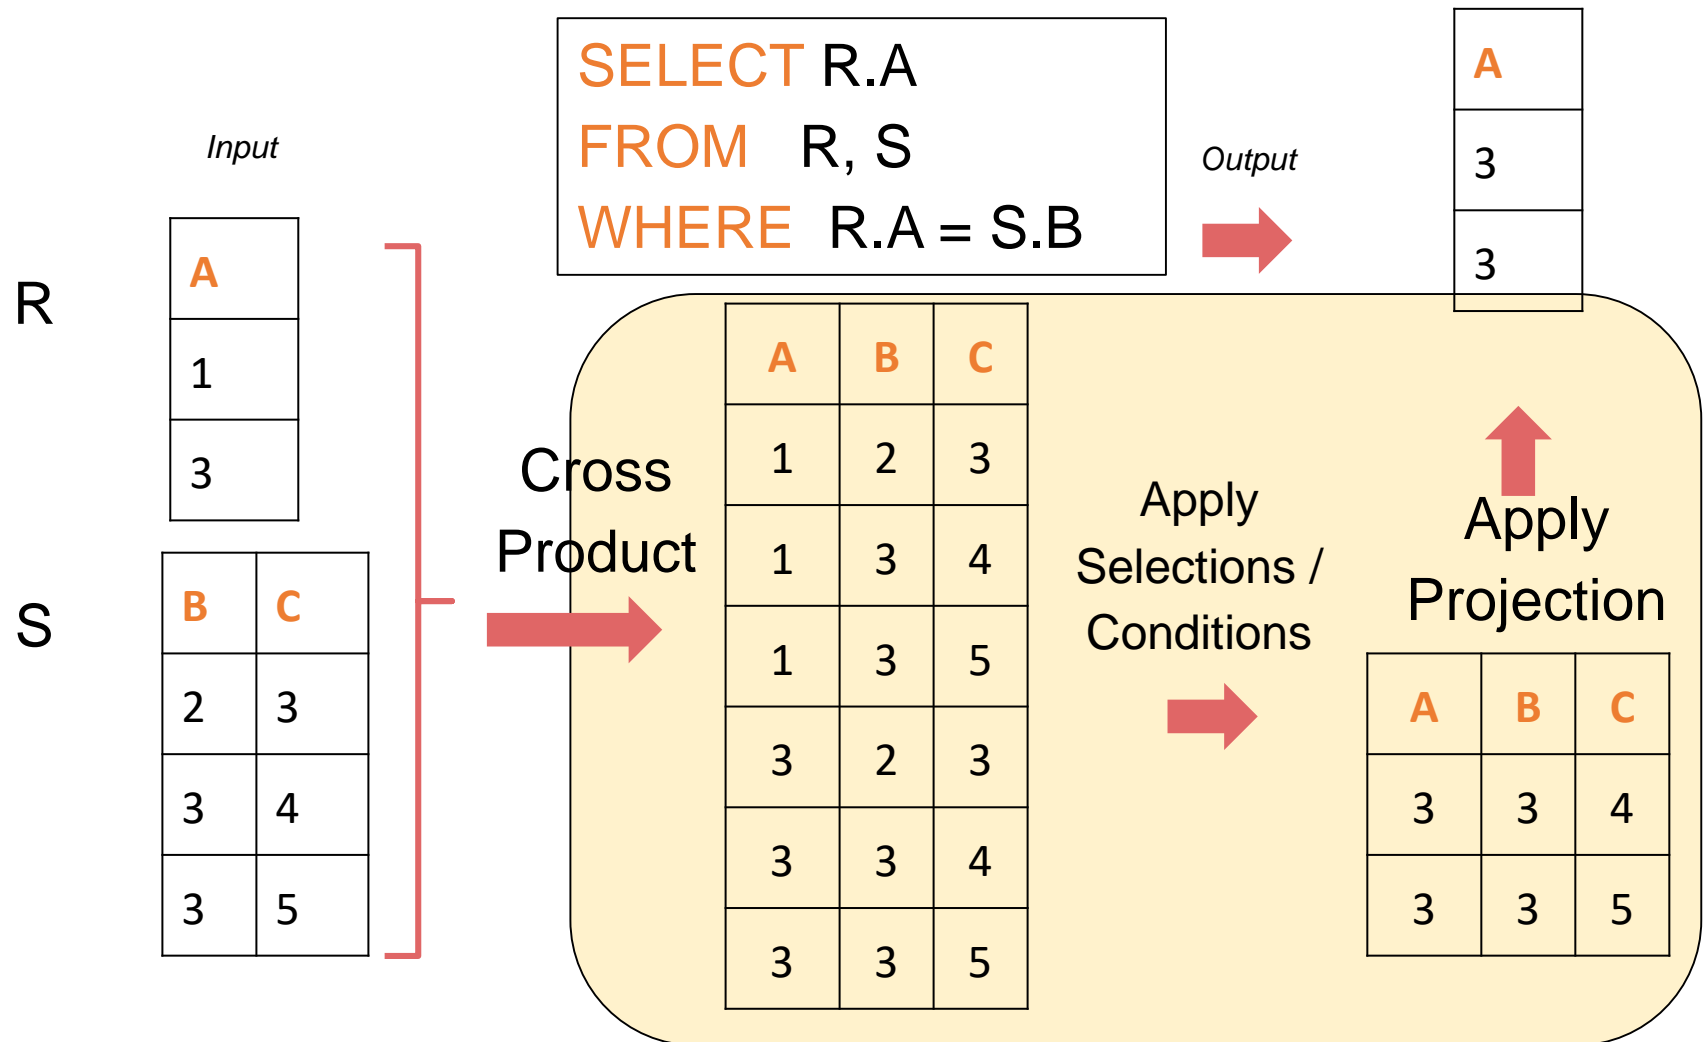 SELECT R.A
FROM R, S
WHERE R.A = S.B
Input
Output
R
A
1
3
S
B C
2 3
3 4
3 5
Cross
Product
A B C
1 2 3
1 3 4
1 3 5
3 2 3
3 3 4
3 3 5
Apply
Selections /
Conditions
A B C
3 3 4
3 3 5
Apply
Projection
A
3
3